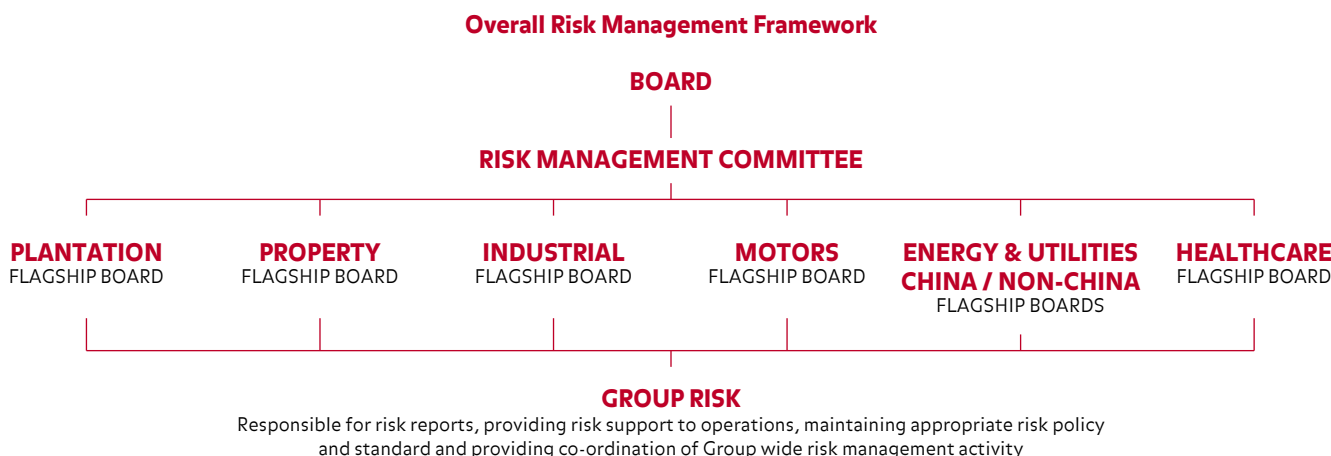 Overall Risk Management Framework
BOARD
RISK MANAGEMENT COMMITTEE
PLANTATION
FLAGSHIP BOARD
PROPERTY
FLAGSHIP BOARD
INDUSTRIAL
FLAGSHIP BOARD
MOTORS
FLAGSHIP BOARD
ENERGY & UTILITIES
CHINA / NON-CHINA
FLAGSHIP BOARDS
HEALTHCARE
FLAGSHIP BOARD
GROUP RISK
Responsible for risk reports, providing risk support to operations, maintaining appropriate risk policy
and standard and providing co-ordination of Group wide risk management activity